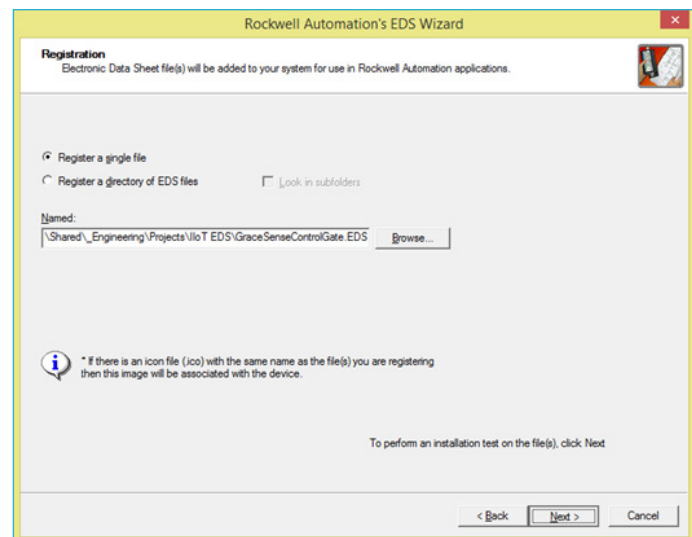 Rockwell Automation's EDS Wizard
Registration
Electronic Data Sheet file(s) will be added to your system for use in Rockwell Automation applications.
Register a single file
Register a directory of EDS files
Look in subfolders
Named:
\Shared\_Engineering\Projects\IIoT EDS\GraceSenseControlGate.EDS
Browse...
* If there is an icon file (.ico) with the same name as the file(s) you are registering
then this image will be associated with the device.
To perform an installation test on the file(s), click Next
< Back
Next >
Cancel